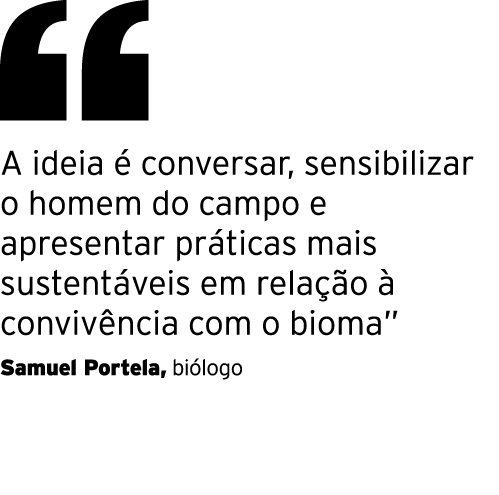 “
A ideia é conversar, sensibilizar
o homem do campo e
apresentar práticas mais
sustentáveis em relação à
convivência com o bioma”
Samuel Portela, biólogo